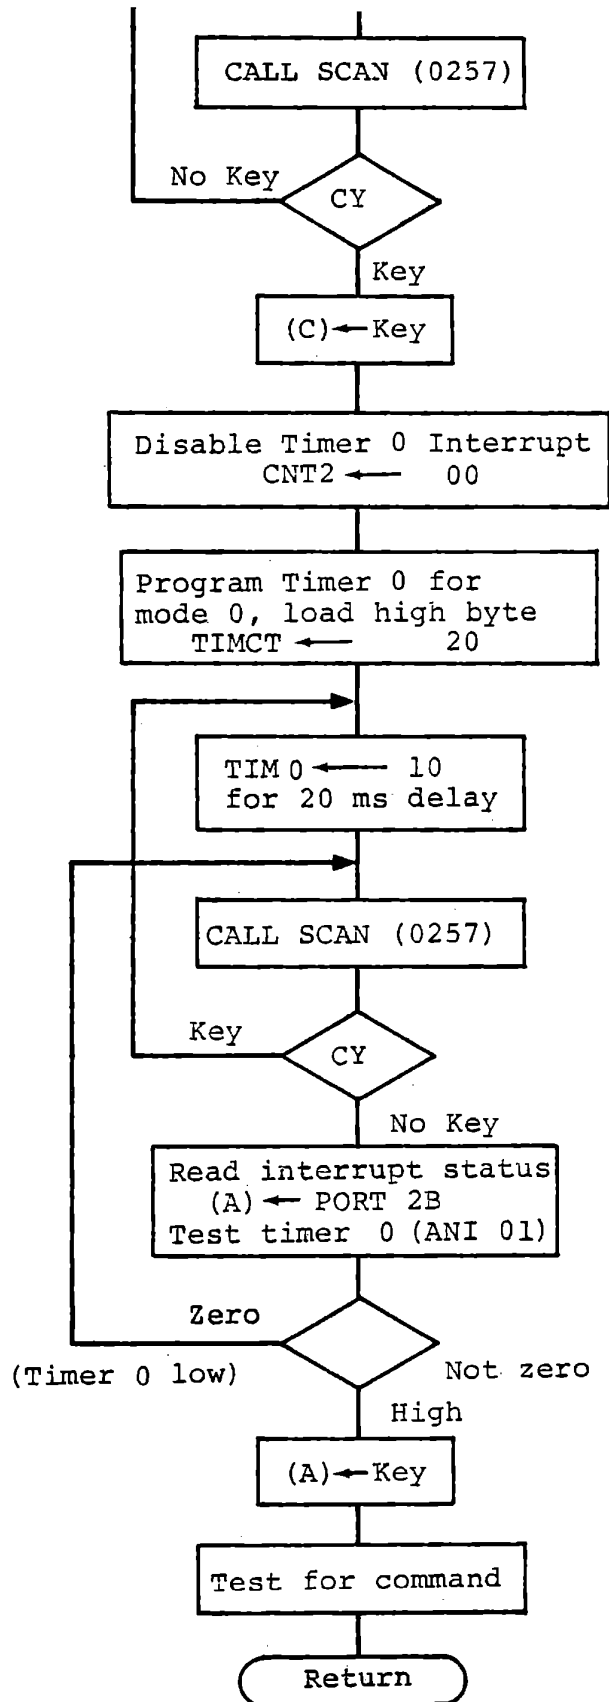 CALL SCAN (0257)
No Key
CY
Key
(C)←Key
Disable Timer 0 Interrupt
CNT2 ← 00
Program Timer 0 for
mode 0, load high byte
TIMCT ← 20
TIM0 ← 10
for 20 ms delay
CALL SCAN (0257)
Key
CY
No Key
Read interrupt status
(A) ← PORT 2B
Test timer 0 (ANI 01)
Zero
(Timer 0 low)
Not zero
High
(A)←Key
Test for command
Return